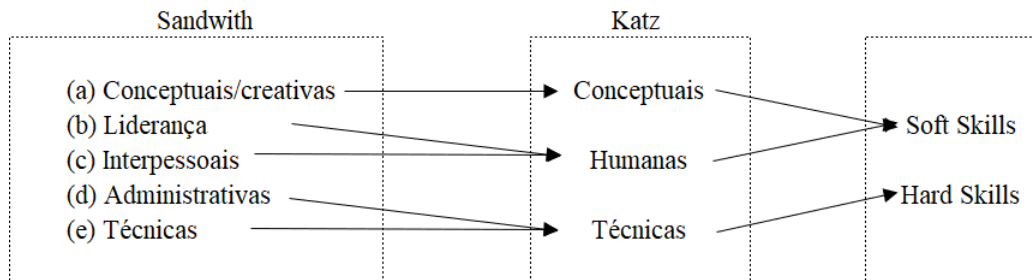 Sandwith
Katz
(a) Conceptuais/creativas
Conceptuais
(b) Liderança
Soft Skills
(c) Interpessoais
Humanas
(d) Administrativas
Hard Skills
(e) Técnicas
Técnicas